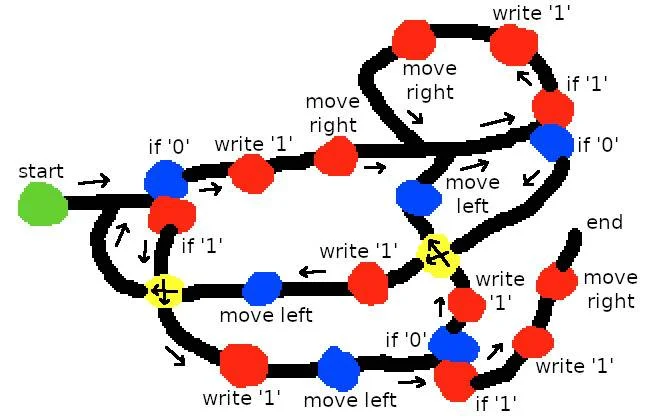 write '1'
move
right
if '1'
move
right
if '0'
write '1'
if '0'
start
move
left
if '1'
end
write '1'
move left
write
'1'
move
right
if '0'
write '1'
write '1'
move left
if '1'